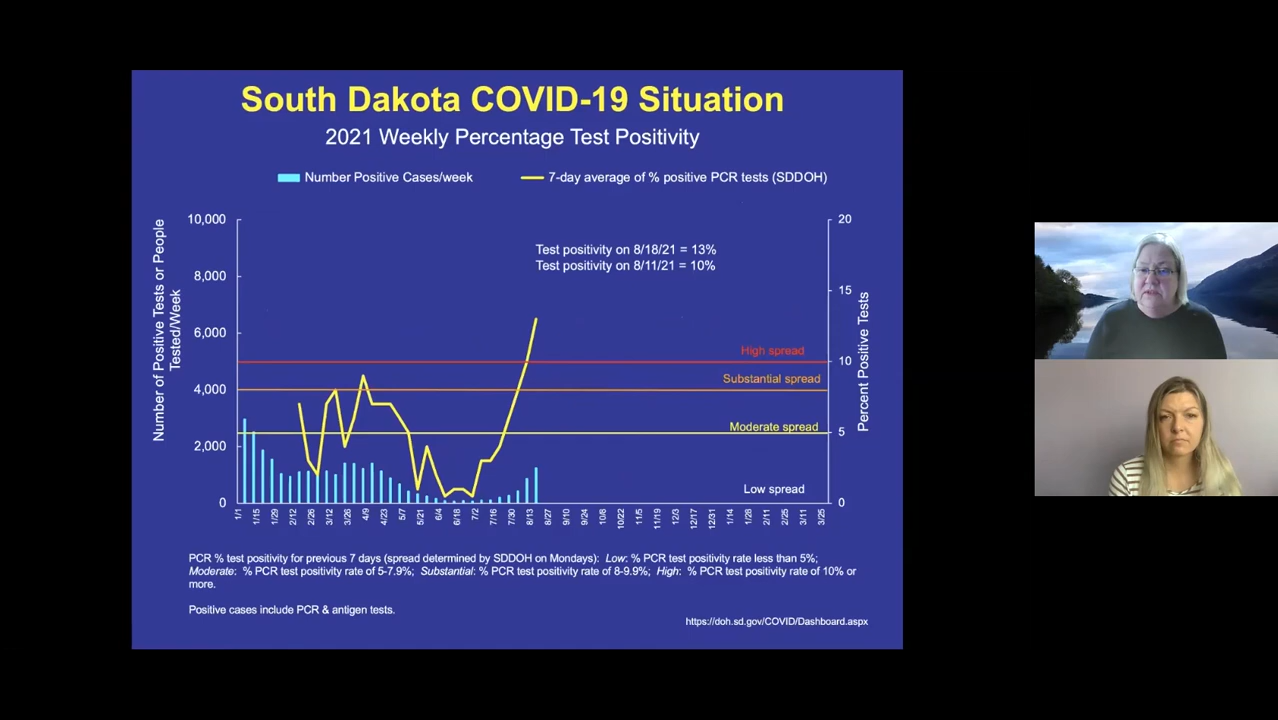 South Dakota COVID-19 Situation
2021 Weekly Percentage Test Positivity
Number Positive Cases/week
7-day average of % positive PCR tests (SDDOH)
Number of Positive Tests or People
Tested/Week
10,000
8,000
6,000
4,000
2,000
0
Test positivity on 8/18/21 = 13%
Test positivity on 8/11/21 = 10%
High spread
Substantial spread
Moderate spread
Low spread
20
15
10
5
0
Percent Positive Tests
1/1
1/15
1/29
2/12
2/26
3/12
3/26
4/9
4/23
5/7
5/21
6/4
6/18
7/2
7/16
7/30
8/13
8/27
9/10
9/24
10/8
10/22
11/5
11/19
12/3
12/17
12/31
1/14
1/28
2/11
2/25
3/11
3/25
PCR % test positivity for previous 7 days (spread determined by SDDOH on Mondays): Low: % PCR test positivity rate less than 5%;
Moderate: % PCR test positivity rate of 5-7.9%; Substantial: % PCR test positivity rate of 8-9.9%; High: % PCR test positivity rate of 10% or
more.
Positive cases include PCR & antigen tests.
https://doh.sd.gov/COVID/Dashboard.aspx